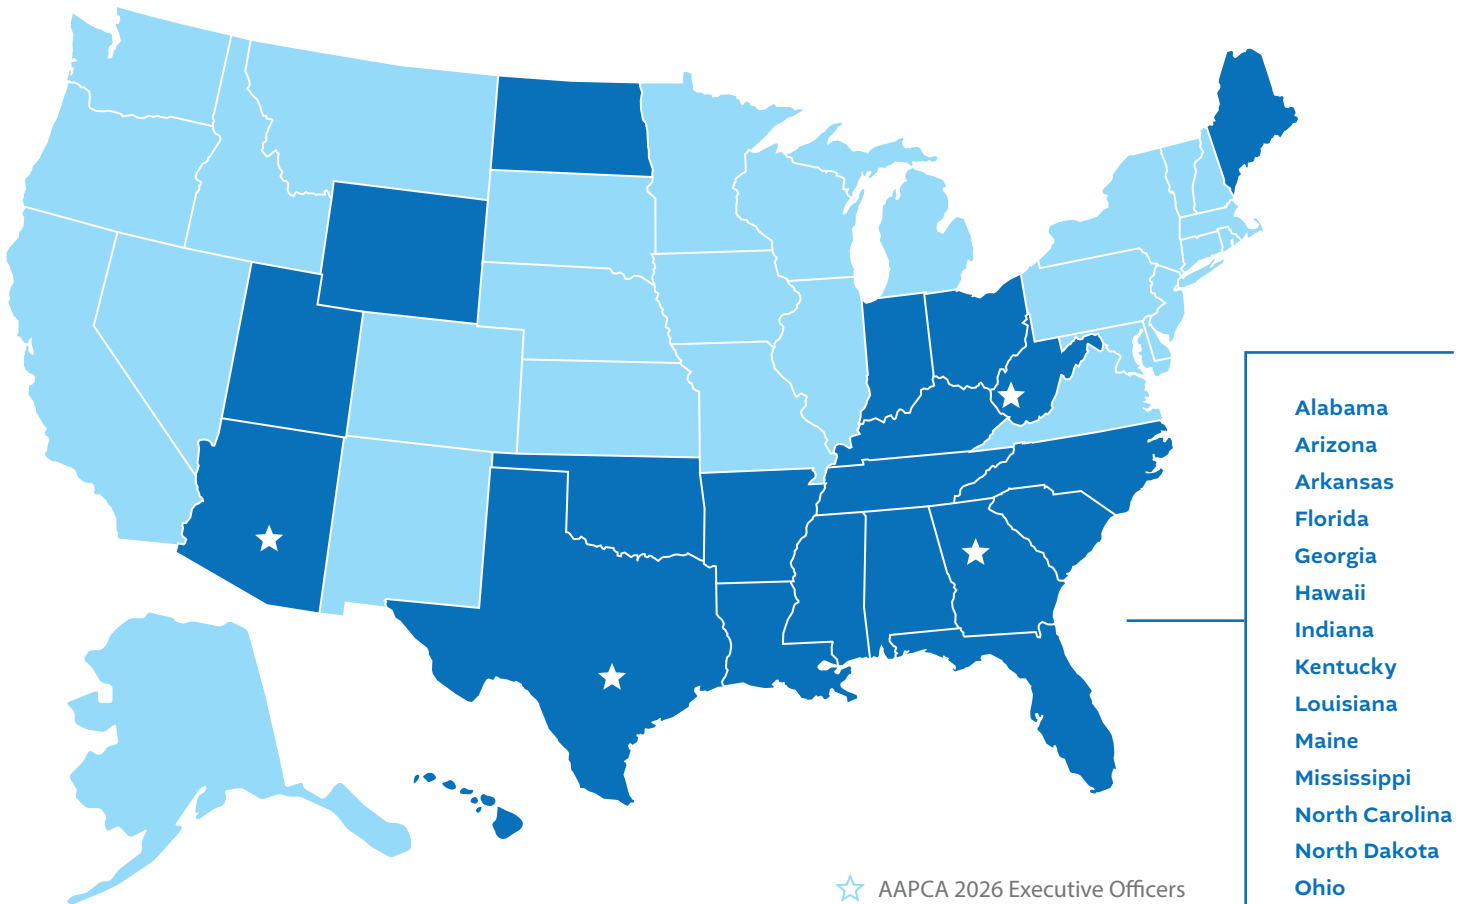 Alabama
Arizona
Arkansas
Florida
Georgia
Hawaii
Indiana
Kentucky
Louisiana
Maine
Mississippi
North Carolina
North Dakota
Ohio
AAPCA 2026 Executive Officers